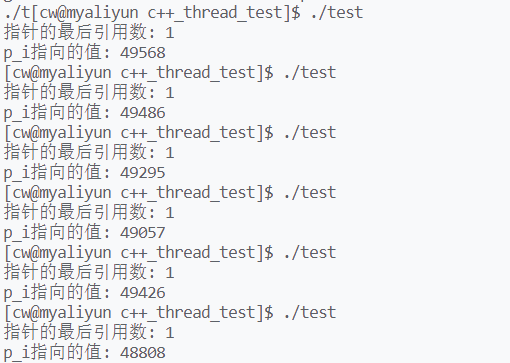 ./t[cw@myaliyun c++_thread_test]$ ./test
指针的最后引用数: 1
p_i指向的值: 49568
[cw@myaliyun c++_thread_test]$ ./test
指针的最后引用数: 1
p_i指向的值: 49486
[cw@myaliyun c++_thread_test]$ ./test
指针的最后引用数: 1
p_i指向的值: 49295
[cw@myaliyun c++_thread_test]$ ./test
指针的最后引用数: 1
p_i指向的值: 49057
[cw@myaliyun c++_thread_test]$ ./test
指针的最后引用数: 1
p_i指向的值: 49426
[cw@myaliyun c++_thread_test]$ ./test
指针的最后引用数: 1
p_i指向的值: 48808